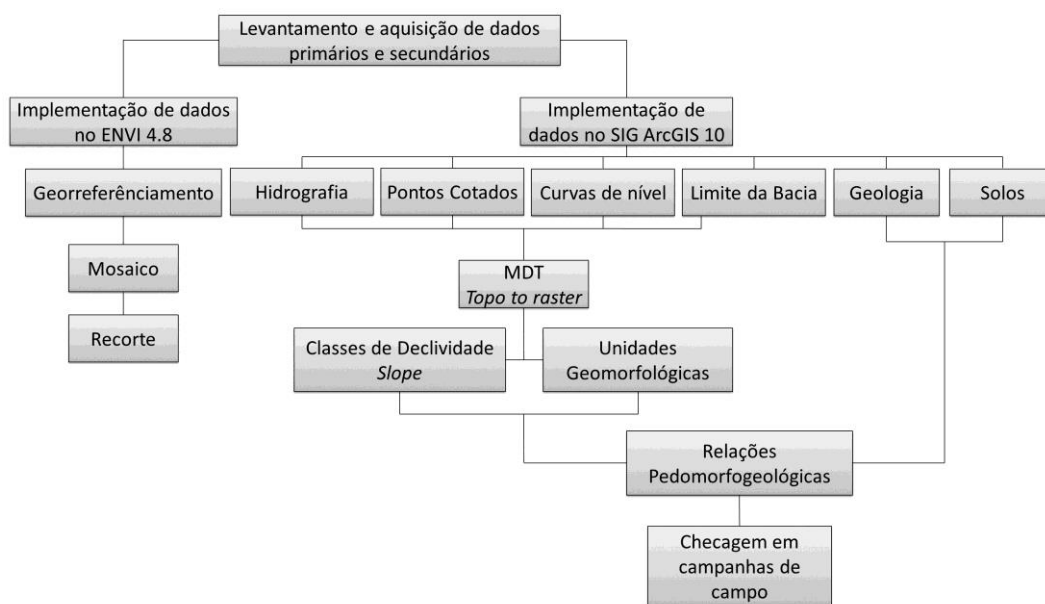 Levantamento e aquisição de dados
primários e secundários
Implementação de dados
no ENVI 4.8
Implementação de
dados no SIG ArcGIS 10
Georreferênciamento
Hidrografia
Pontos Cotados
Curvas de nível
Limite da Bacia
Geologia
Solos
Mosaico
MDT
Topo to raster
Recorte
Classes de Declividade
Slope
Unidades
Geomorfológicas
Relações
Pedomorfogeológicas
Checagem em
campanhas de
campo